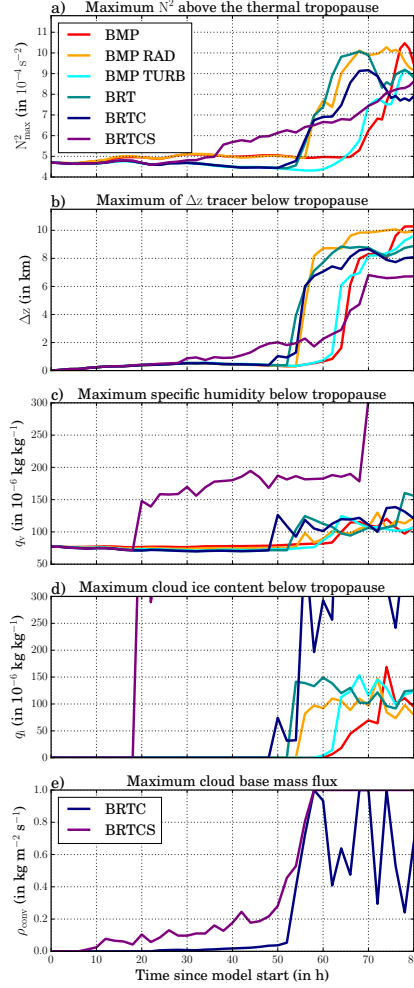 a) Maximum N² above the thermal tropopause
N²max (in 10⁻⁴ s⁻²)
11
10
9
8
7
6
5
4
BMP
BMP RAD
BMP TURB
BRT
BRTC
BRTCS
b) Maximum of Δz tracer below tropopause
Δz (in km)
12
10
8
6
4
2
0
c) Maximum specific humidity below tropopause
qᵥ (in 10⁻⁶ kg kg⁻¹)
300
250
200
150
100
50
d) Maximum cloud ice content below tropopause
qᵢ (in 10⁻⁶ kg kg⁻¹)
300
250
200
150
100
50
0
e) Maximum cloud base mass flux
ρconv (in kg m⁻² s⁻¹)
1.0
0.8
0.6
0.4
0.2
0.0
BRTC
BRTCS
0 10 20 30 40 50 60 70 80
Time since model start (in h)